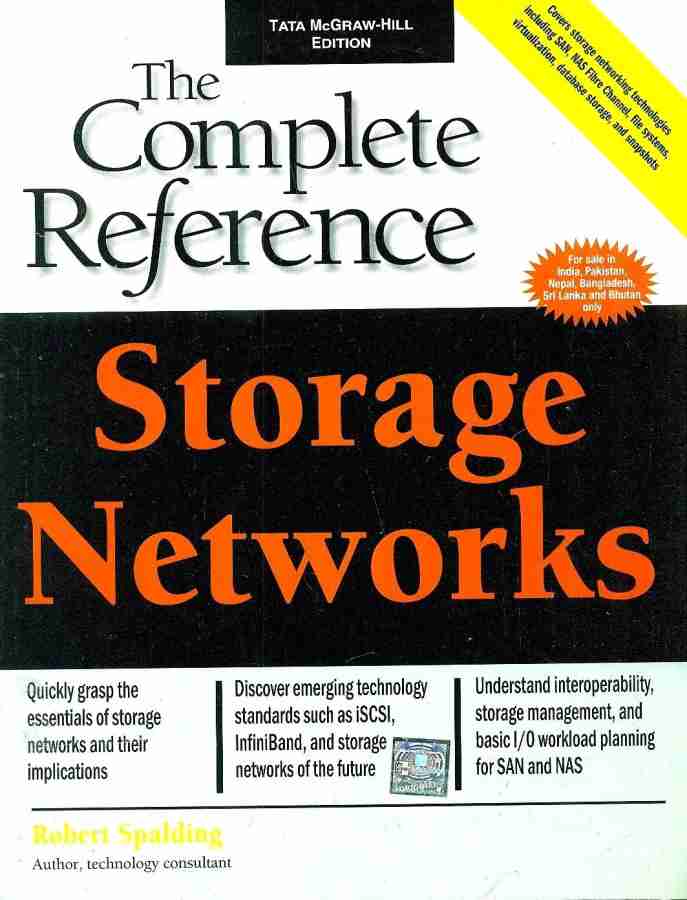 TATA MCGRAW-HILL
EDITION
Covers storage networking technologies
including SAN, NAS Fibre Channel, file systems,
virtualization, database storage, and snapshots
The
Complete
Reference
For sale in
India, Pakistan,
Nepal, Bangladesh,
Sri Lanka and Bhutan
only
Storage
Networks
Quickly grasp the
essentials of storage
networks and their
implications
Discover emerging technology
standards such as iSCSI,
InfiniBand, and storage
networks of the future
Understand interoperability,
storage management, and
basic I/O workload planning
for SAN and NAS
Robert Spalding
Author, technology consultant